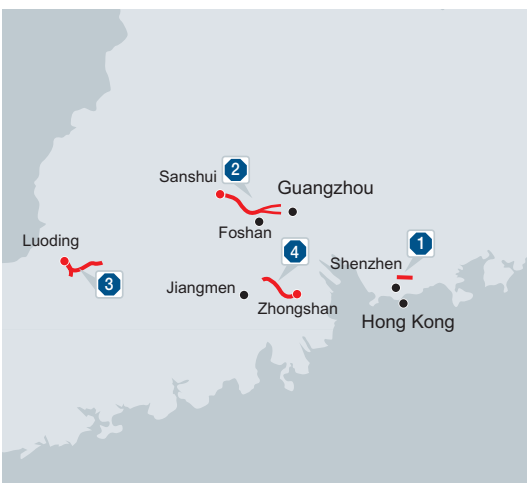 2
Sanshui
Guangzhou
Foshan
Luoding
4
1
Shenzhen
3
Jiangmen
Zhongshan
Hong Kong